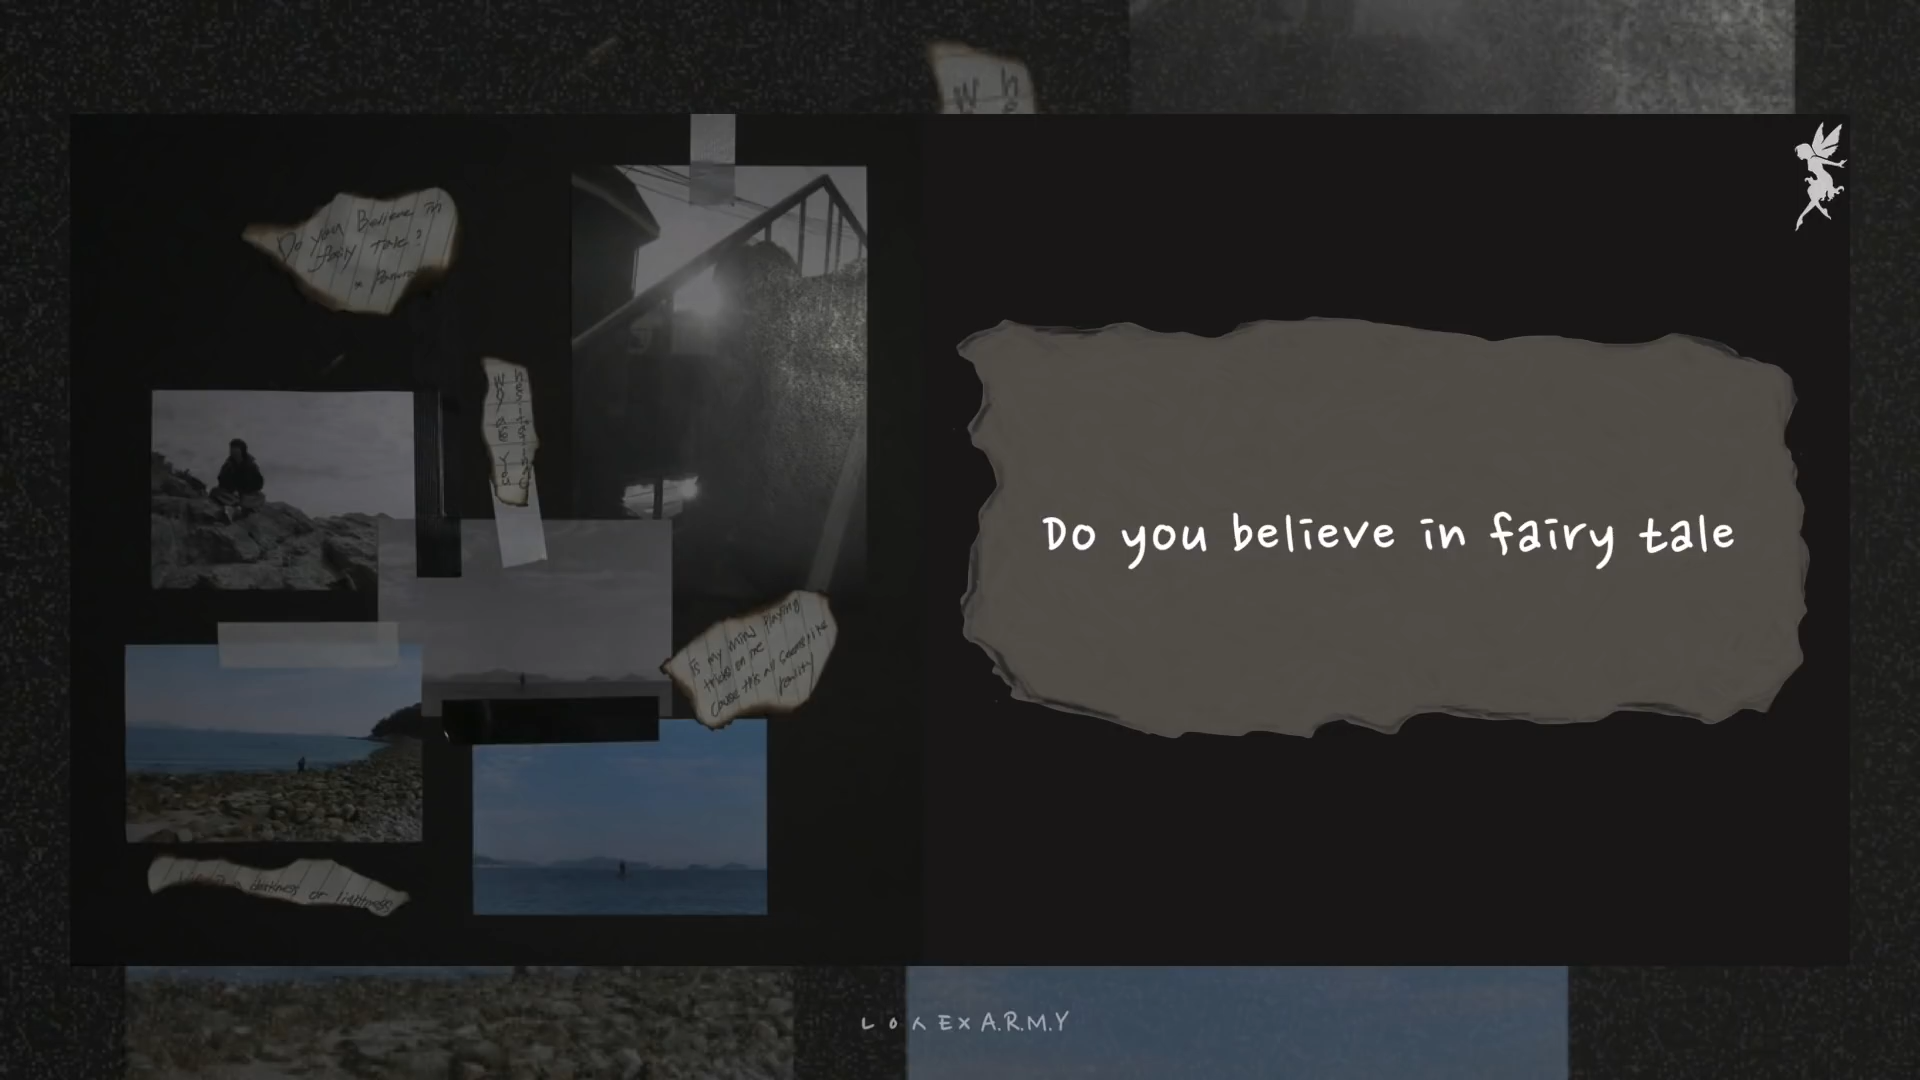 W h
Do you Believe in
fairy tale?
is my mind playing
tricks on me
cause this all seems like
reality
darkness or lightness
Do you believe in fairy tale
L O ㅅ E X A.R.M.Y